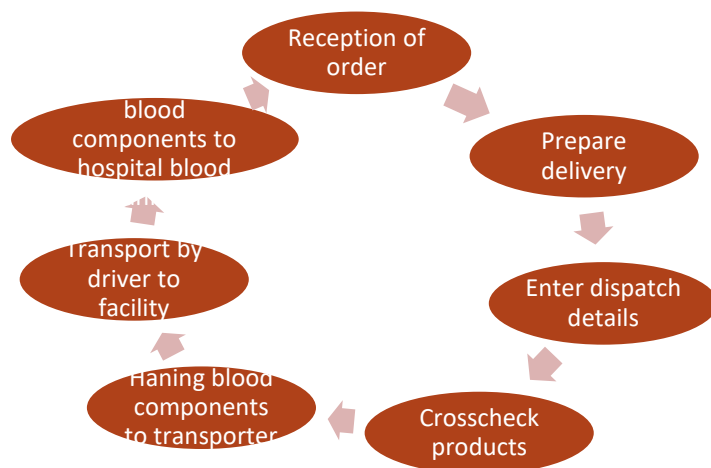 Reception of
order
Prepare
delivery
Enter dispatch
details
Crosscheck
products
Haning blood
components
to transporter
Transport by
driver to
facility
blood
components to
hospital blood